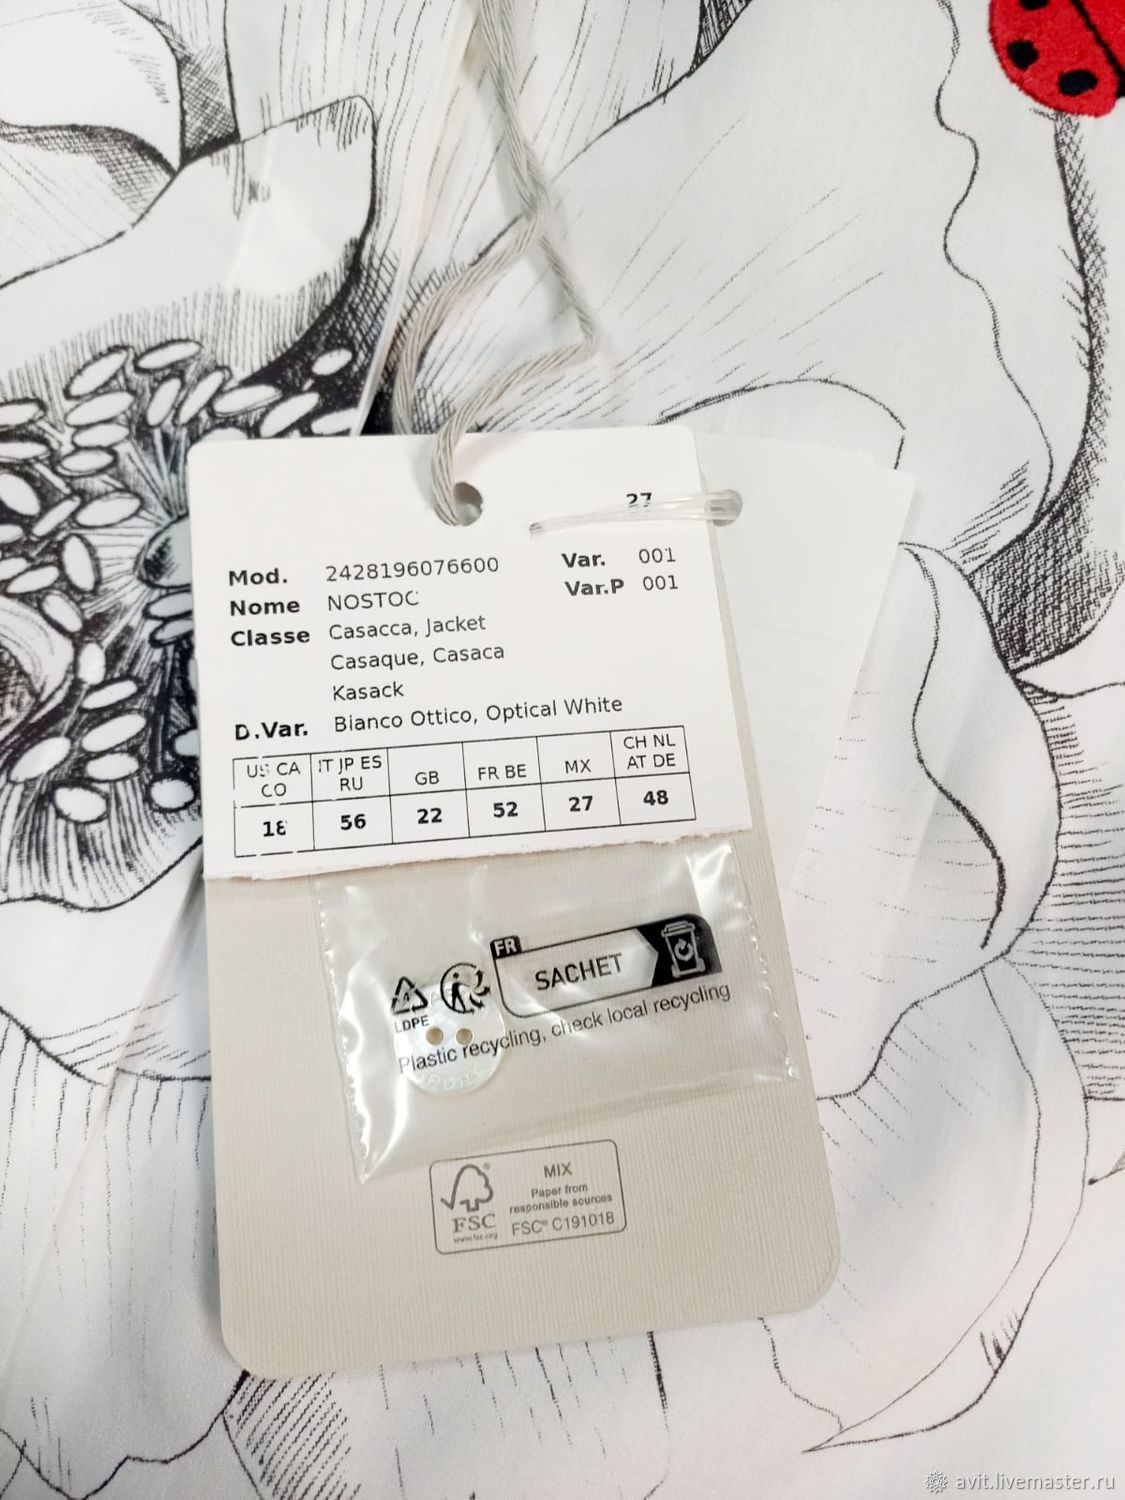 27
Mod. 2428196076600 Var. 001
Nome NOSTOC Var.P 001
Classe Casacca, Jacket
Casaque, Casaca
Kasack
D.Var. Bianco Ottico, Optical White
US CA CO IT JP ES RU GB FR BE MX CH NL AT DE
18 56 22 52 27 48
FR
SACHET
4
LDPE
Plastic recycling, check local recycling
MIX
Paper from
responsible sources
FSC® C191018
FSC
www.fsc.org
avit.livemaster.ru